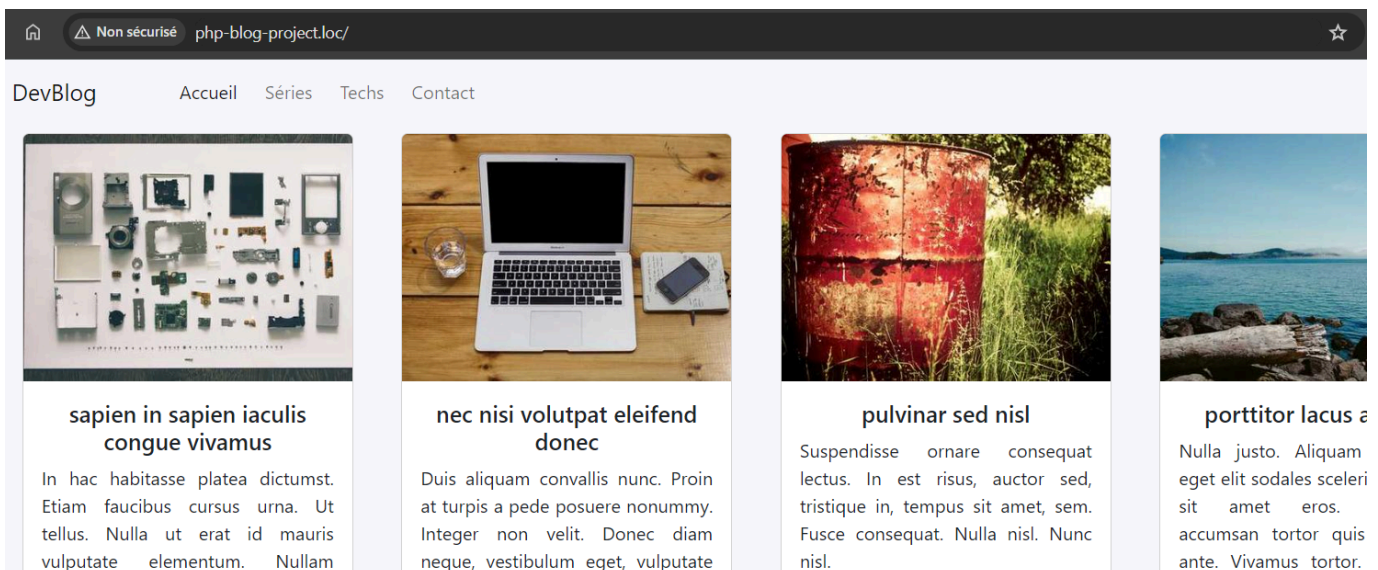 Non sécurisé php-blog-project.loc/
DevBlog Accueil Séries Techs Contact
sapien in sapien iaculis
congue vivamus
In hac habitasse platea dictumst.
Etiam faucibus cursus urna. Ut
tellus. Nulla ut erat id mauris
vulputate elementum. Nullam
nec nisi volutpat eleifend
donec
Duis aliquam convallis nunc. Proin
at turpis a pede posuere nonummy.
Integer non velit. Donec diam
neque, vestibulum eget, vulputate
pulvinar sed nisl
Suspendisse ornare consequat
lectus. In est risus, auctor sed,
tristique in, tempus sit amet, sem.
Fusce consequat. Nulla nisl. Nunc
nisl.
porttitor lacus a
Nulla justo. Aliquam
eget elit sodales sceleri
sit amet eros.
accumsan tortor quis
ante. Vivamus tortor.